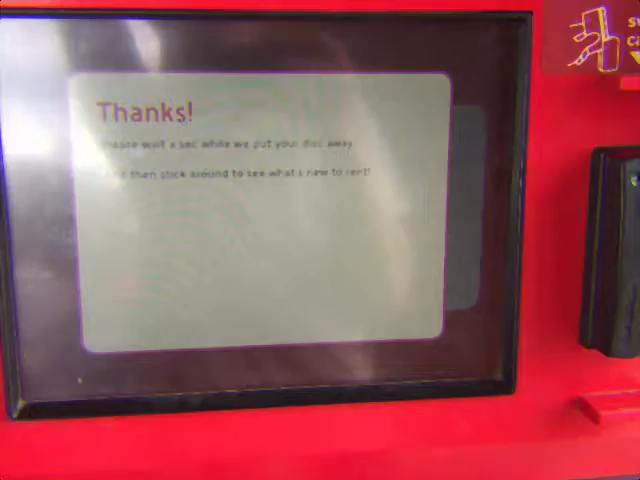 Thanks!
Please wait a sec while we put your disc away.
And then stick around to see what's new to rent!